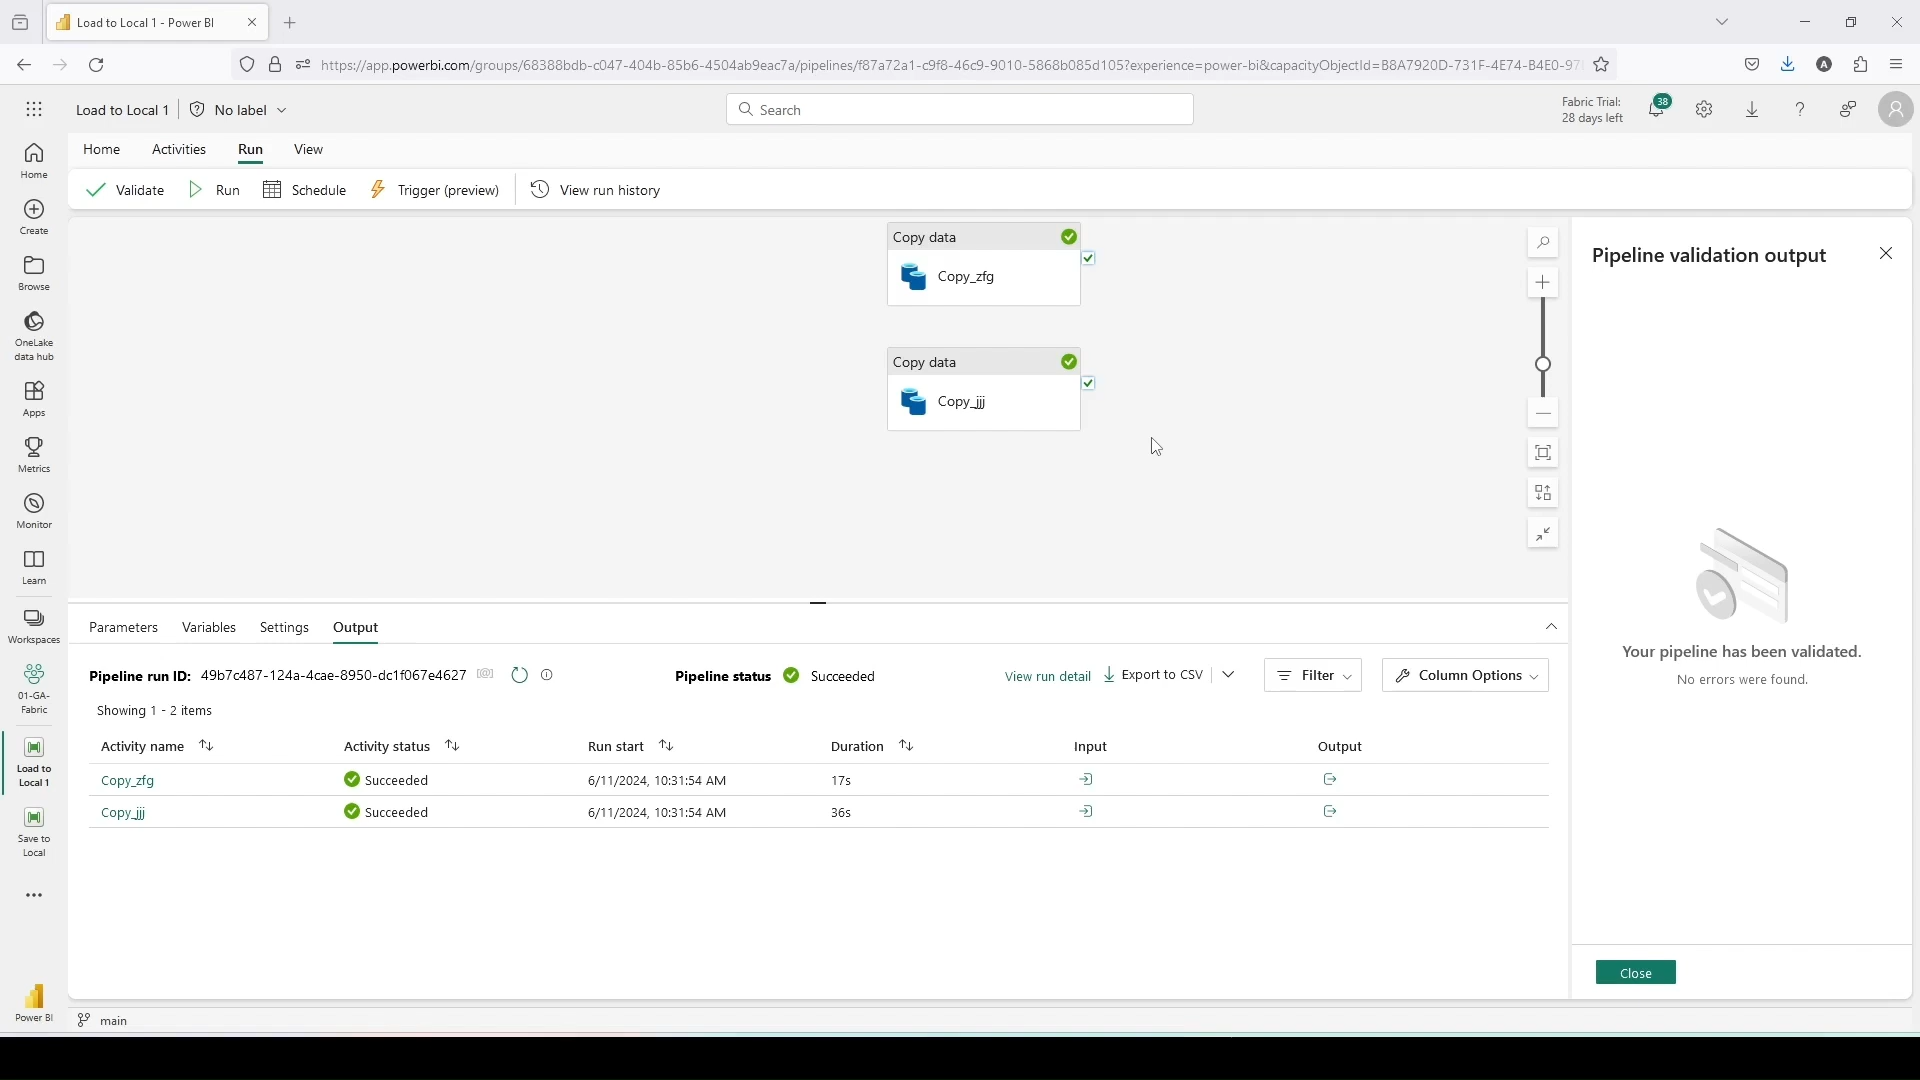 Load to Local 1 - Power BI
https://app.powerbi.com/groups/68388bdb-c047-404b-85b6-4504ab9eac7a/pipelines/f87a72a1-c9f8-46c9-9010-5868b085d105?experience=power-bi&capacityObjectId=B8A7920D-731F-4E74-B4E0-97
Load to Local 1
No label
Search
Fabric Trial:
28 days left
38
Home
Activities
Run
View
Validate
Run
Schedule
Trigger (preview)
View run history
Home
Create
Browse
OneLake
data hub
Apps
Metrics
Monitor
Learn
Workspaces
01-GA-
Fabric
Load to
Local 1
Save to
Local
Power BI
Copy data
Copy_zfg
Copy data
Copy_jjj
Pipeline validation output
Your pipeline has been validated.
No errors were found.
Close
Parameters
Variables
Settings
Output
Pipeline run ID: 49b7c487-124a-4cae-8950-dc1f067e4627
Pipeline status Succeeded
View run detail
Export to CSV
Filter
Column Options
Showing 1 - 2 items
Activity name Activity status Run start Duration Input Output
Copy_zfg Succeeded 6/11/2024, 10:31:54 AM 17s
Copy_jjj Succeeded 6/11/2024, 10:31:54 AM 36s
main